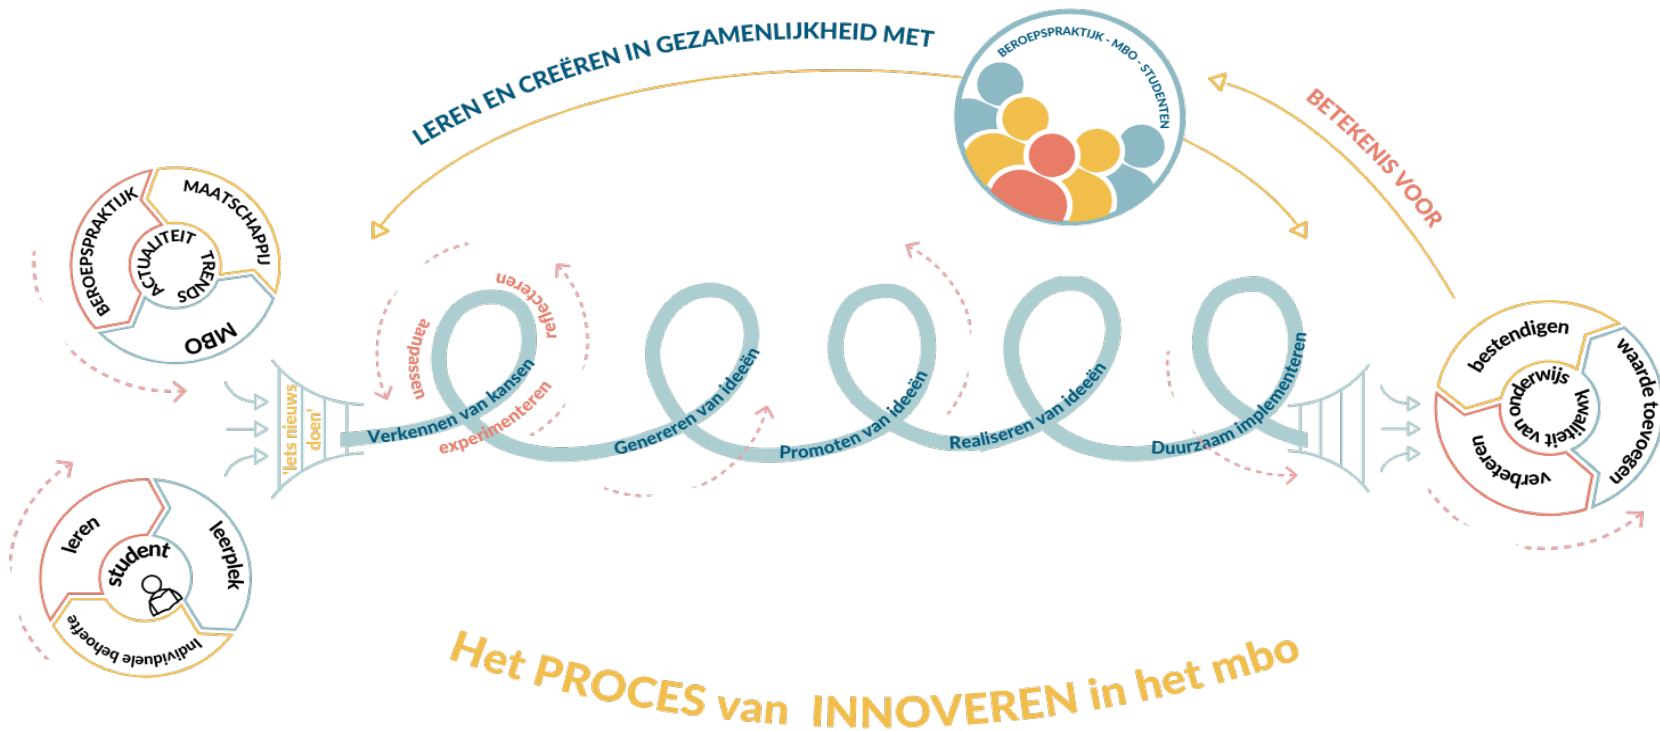 LEREN EN CREËREN IN GEZAMENLIJKHEID MET
BEROEPSPRAKTIJK - MBO - STUDENTEN
BETEKENIS VOOR
BEROEPSPRAKTIJK
MAATSCHAPPIJ
MBO
ACTUALITEIT
TRENDS
leren
leerplek
Individuele behoefte
student
'Iets nieuws
doen'
aanpassen
reflecteren
experimenteren
Verkennen van kansen
Genereren van ideeën
Promoten van ideeën
Realiseren van ideeën
Duurzaam implementeren
bestendigen
waarde toevoegen
verbeteren
kwaliteit van onderwijs
Het PROCES van INNOVEREN in het mbo